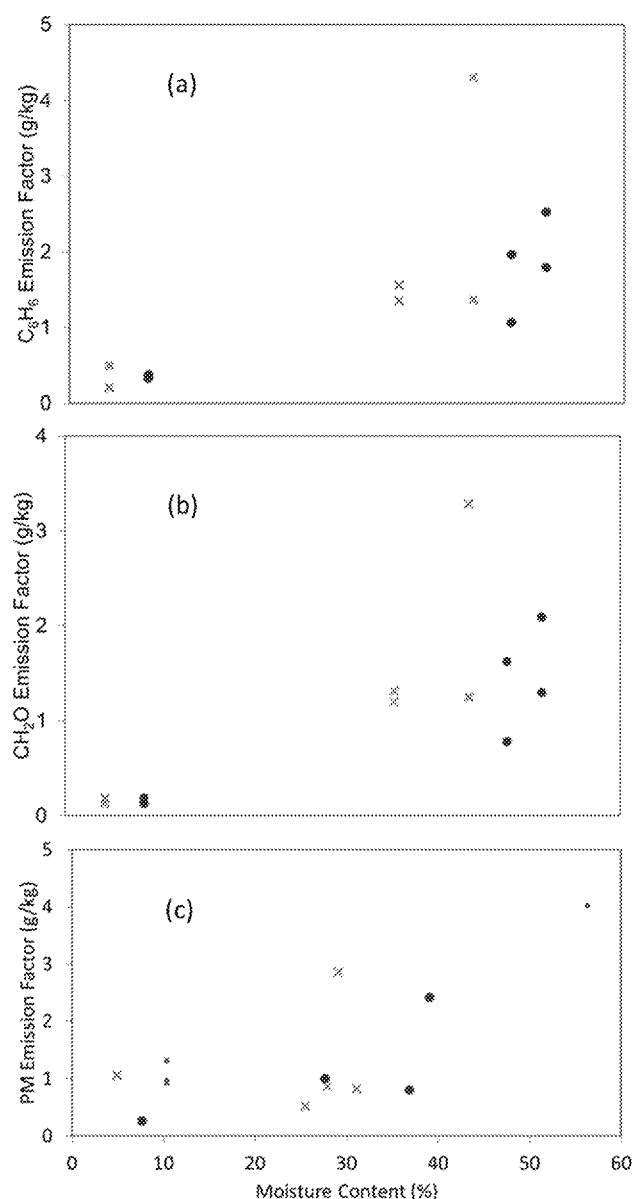 5
(a)
4
3
2
1
0
C₆H₆ Emission Factor (g/kg)
4
(b)
3
2
1
0
CH₂O Emission Factor (g/kg)
5
(c)
4
3
2
1
0
PM Emission Factor (g/kg)
0 10 20 30 40 50 60
Moisture Content (%)